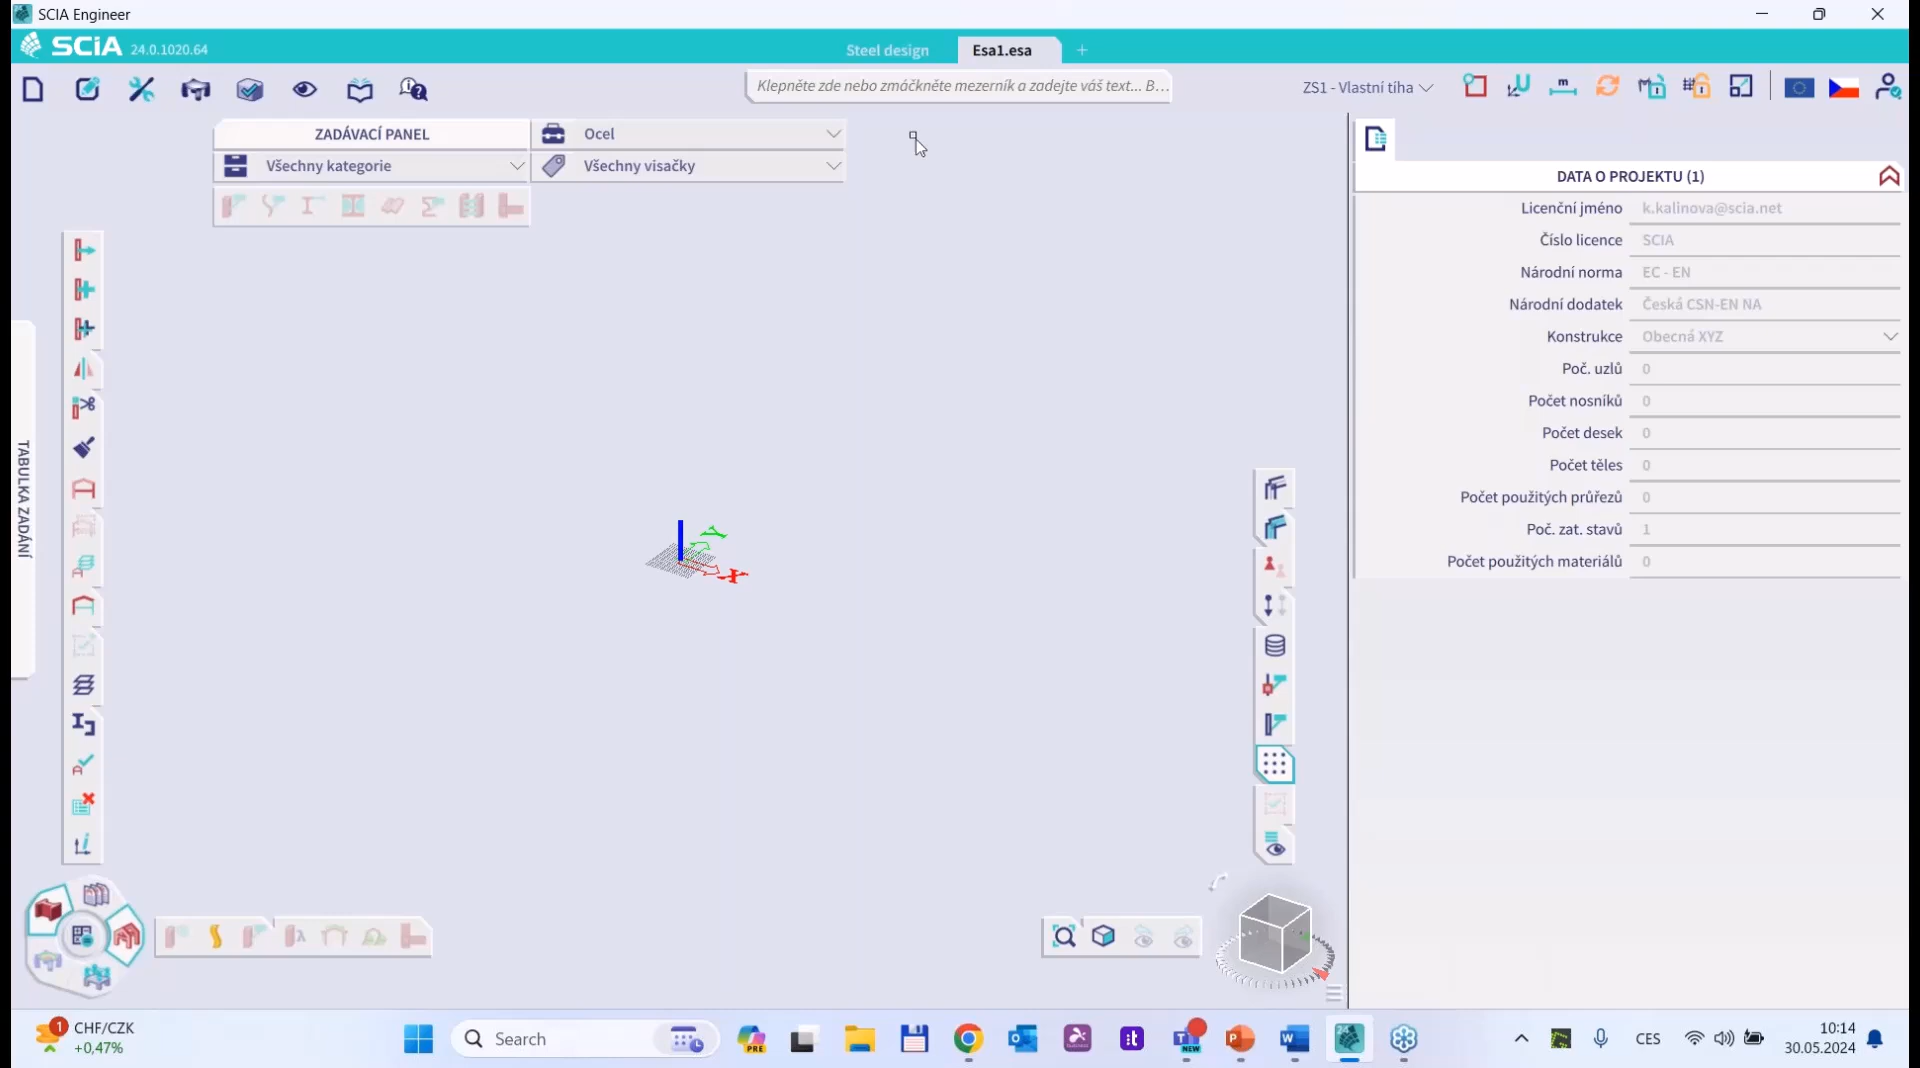 SCIA Engineer
SCiA 24.0.1020.64
Steel design
Esa1.esa
Klepněte zde nebo zmáčkněte mezerník a zadejte váš text... B...
ZS1 - Vlastní tíha
ZADÁVACÍ PANEL
Ocel
Všechny kategorie
Všechny visačky
TABULKA ZADÁNÍ
DATA O PROJEKTU (1)
Licenční jméno k.kalinova@scia.net
Číslo licence SCIA
Národní norma EC - EN
Národní dodatek Česká CSN-EN NA
Konstrukce Obecná XYZ
Poč. uzlů 0
Počet nosníků 0
Počet desek 0
Počet těles 0
Počet použitých průřezů 0
Poč. zat. stavů 1
Počet použitých materiálů 0
Y
X
1
CHF/CZK
+0,47%
Search
PRE
NEW
CES
10:14
30.05.2024